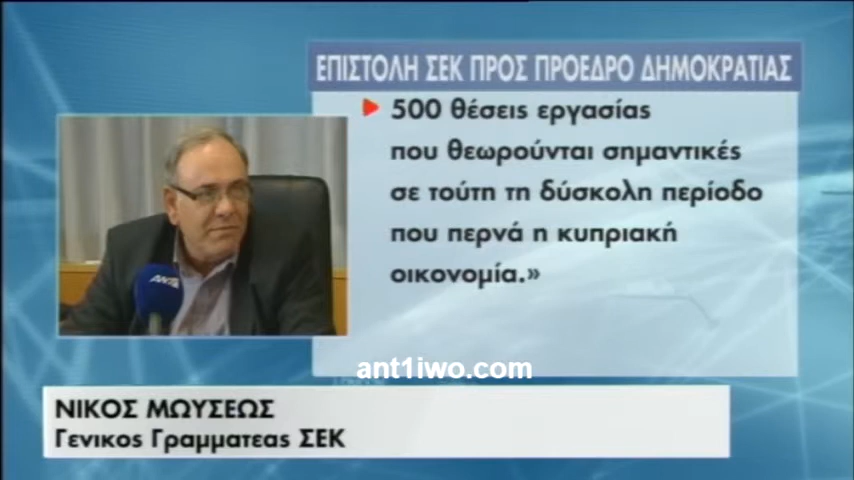 ΕΠΙΣΤΟΛΗ ΣΕΚ ΠΡΟΣ ΠΡΟΕΔΡΟ ΔΗΜΟΚΡΑΤΙΑΣ
500 θέσεις εργασίας
που θεωρούνται σημαντικές
σε τούτη τη δύσκολη περίοδο
που περνά η κυπριακή
οικονομία.»
ANT1
ant1iwo.com
ΝΙΚΟΣ ΜΩΥΣΕΩΣ
Γενικος Γραμματεας ΣΕΚ